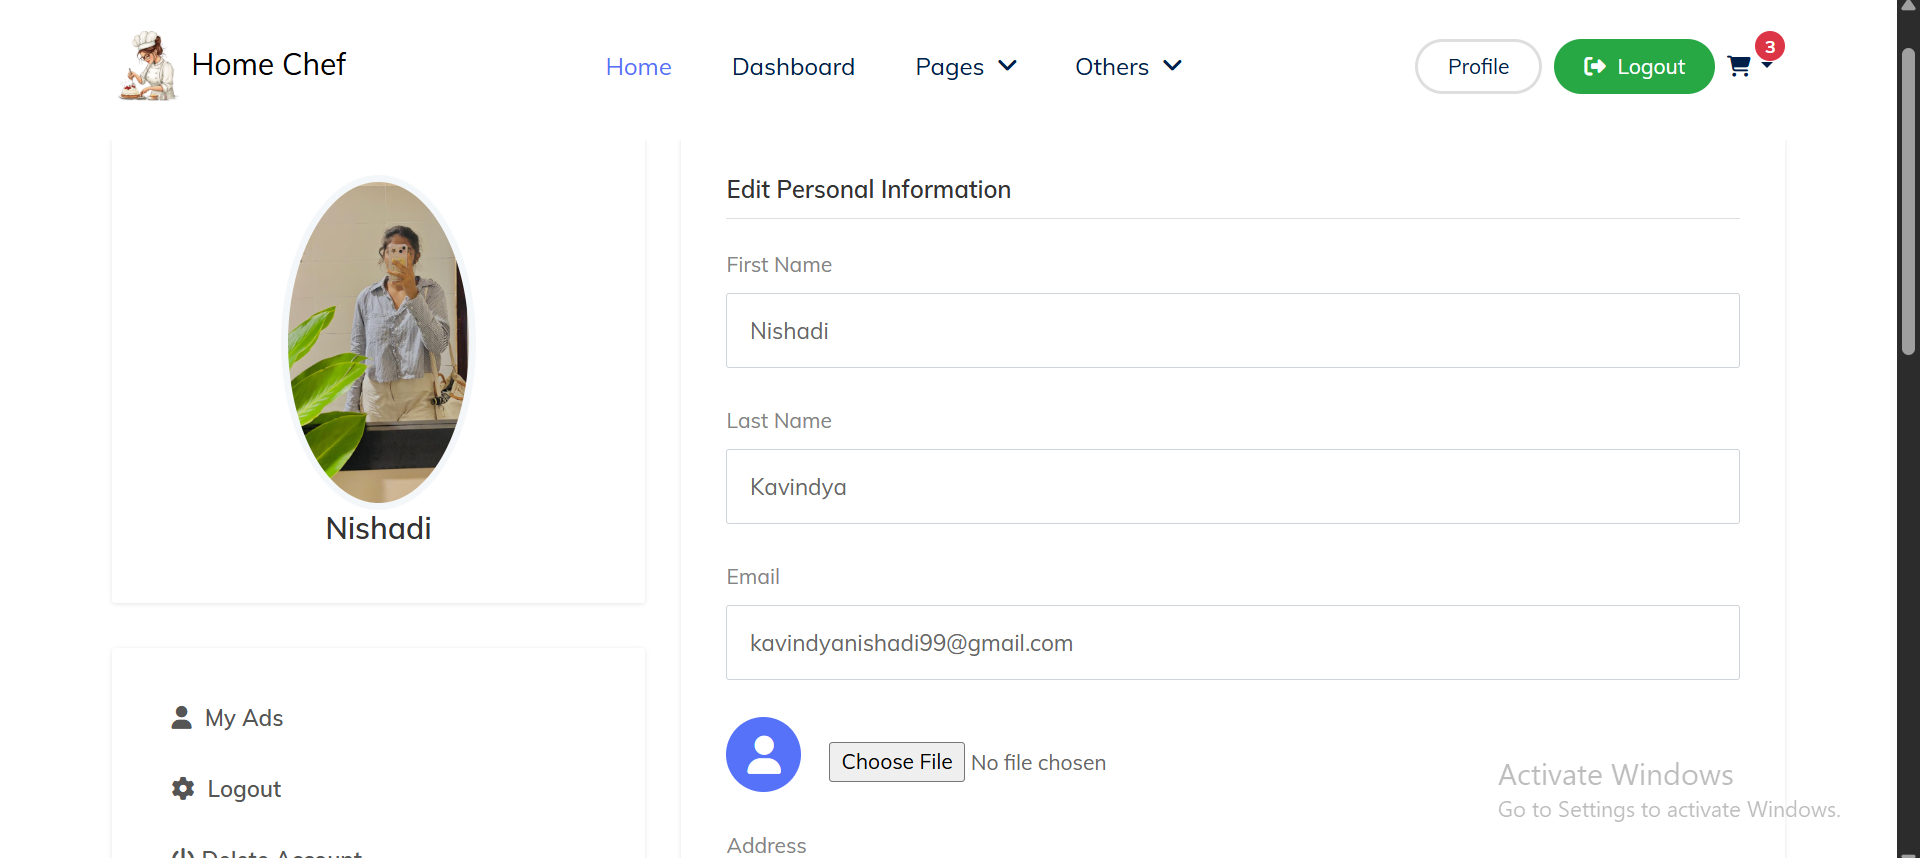 Home Chef
Home
Dashboard
Pages
Others
Profile
Logout
3
Nishadi
My Ads
Logout
Delete Account
Edit Personal Information
First Name
Nishadi
Last Name
Kavindya
Email
kavindyanishadi99@gmail.com
Choose File No file chosen
Address
Activate Windows
Go to Settings to activate Windows.